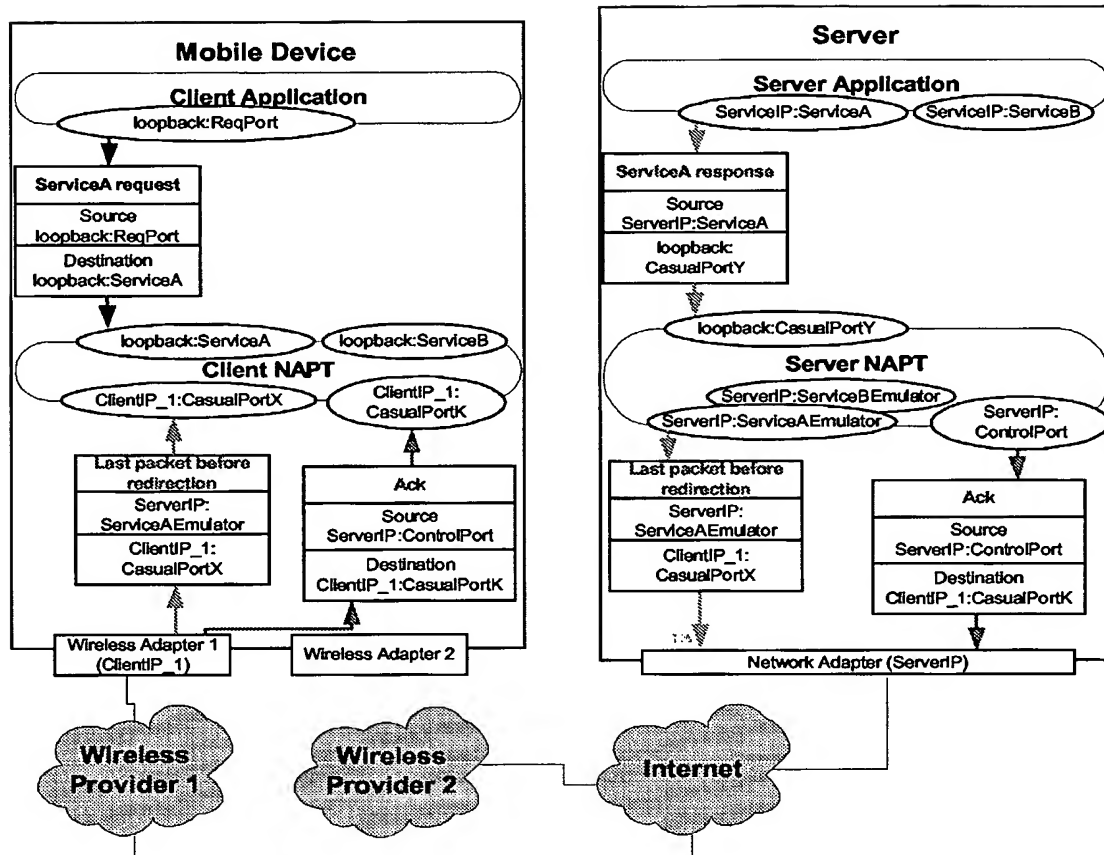 Mobile Device
Client Application
loopback:ReqPort
ServiceA request
Source
loopback:ReqPort
Destination
loopback:ServiceA
loopback:ServiceA
loopback:ServiceB
Client NAPT
ClientIP_1:CasualPortX
ClientIP_1:
CasualPortK
Last packet before
redirection
ServerIP:
ServiceAEmulator
ClientIP_1:
CasualPortX
Ack
Source
ServerIP:ControlPort
Destination
ClientIP_1:CasualPortK
Wireless Adapter 1
(ClientIP_1)
Wireless Adapter 2
Server
Server Application
ServiceIP:ServiceA
ServiceIP:ServiceB
ServiceA response
Source
ServerIP:ServiceA
loopback:
CasualPortY
loopback:CasualPortY
Server NAPT
ServerIP:ServiceBEmulator
ServerIP:ServiceAEmulator
ServerIP:
ControlPort
Last packet before
redirection
ServerIP:
ServiceAEmulator
ClientIP_1:
CasualPortX
Ack
Source
ServerIP:ControlPort
Destination
ClientIP_1:CasualPortK
Network Adapter (ServerIP)
Wireless
Provider 1
Wireless
Provider 2
Internet